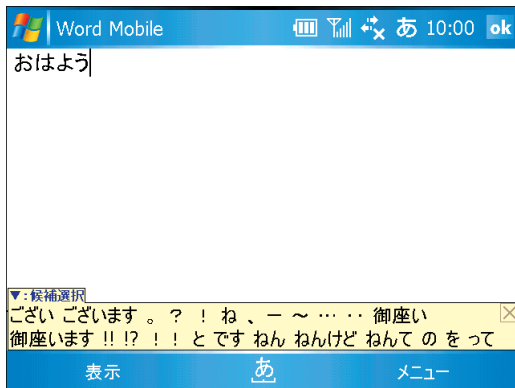 Word Mobile あ 10:00 ok
おはよう
▼:候補選択
ござい ございます 。 ? ! ね 、 ー ～ … ‥ 御座い
御座います !! !? ! ! と です ねん ねんけど ねんて の を って
表示 あ メニュー